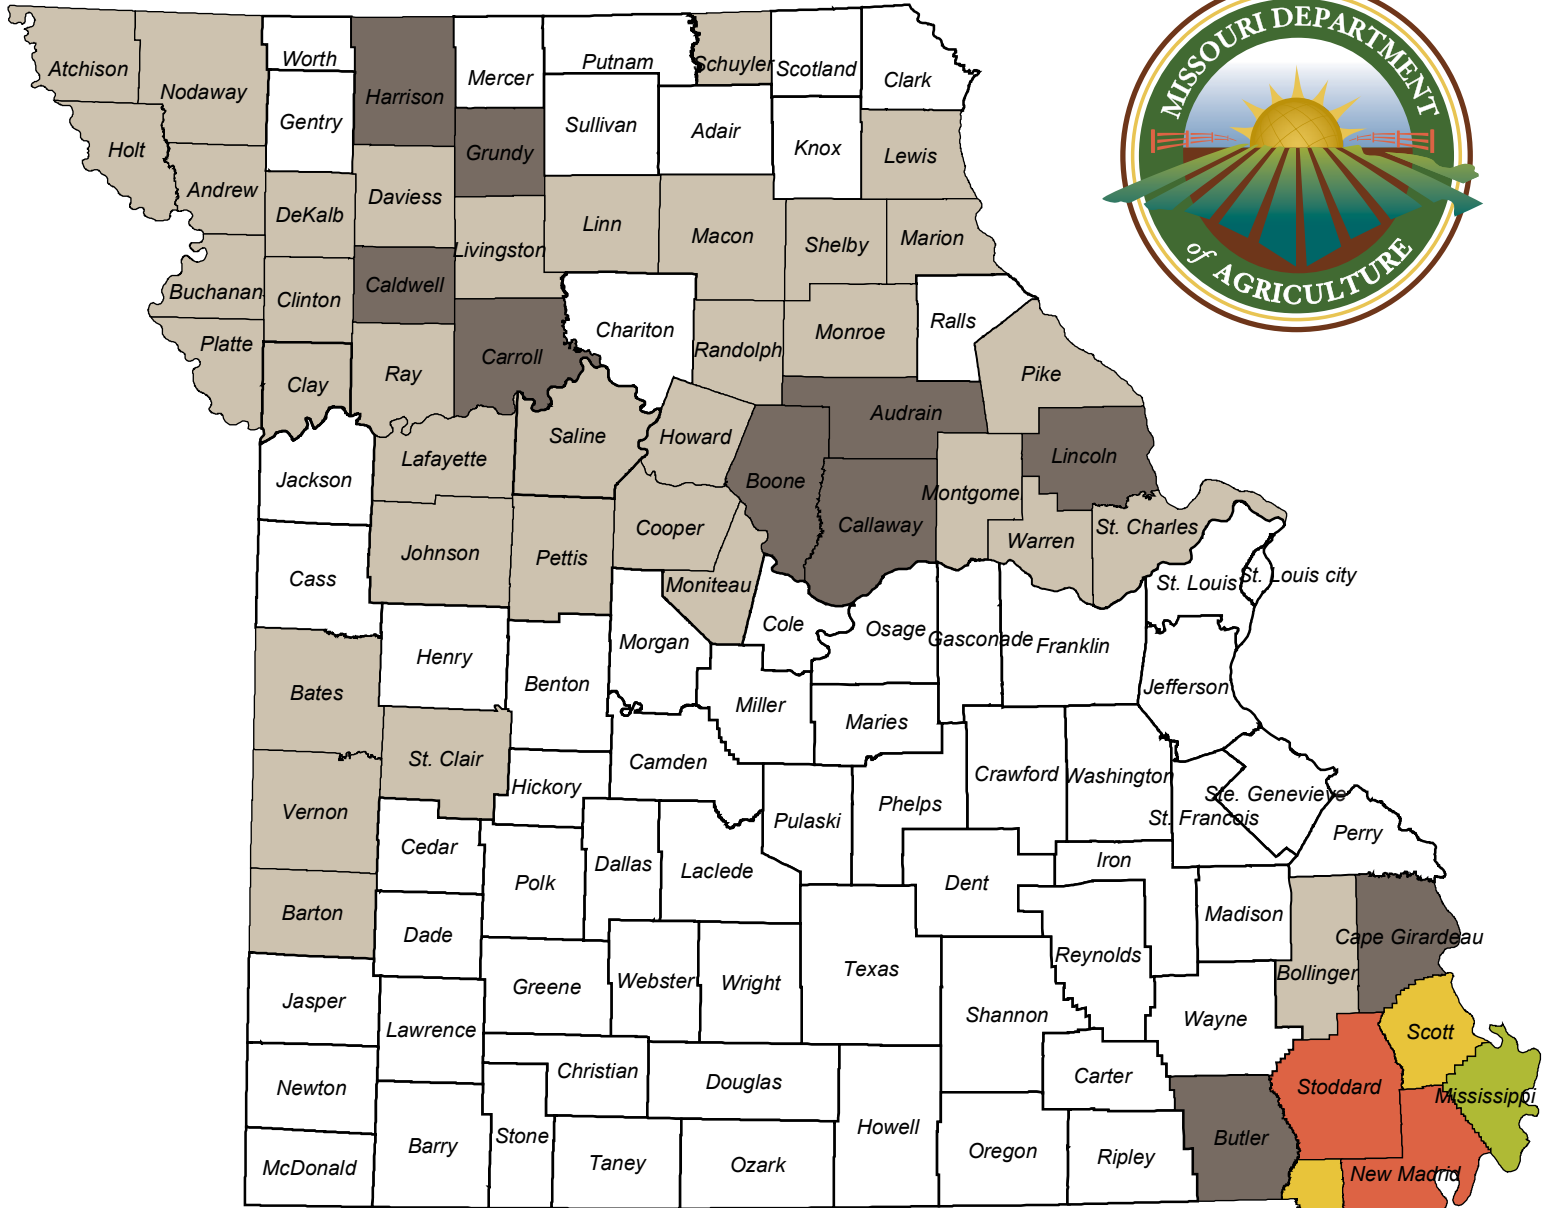 MISSOURI DEPARTMENT
of AGRICULTURE
Atchison
Nodaway
Worth
Harrison
Mercer
Putnam
Schuyler
Scotland
Clark
Holt
Gentry
Grundy
Sullivan
Adair
Knox
Lewis
Andrew
DeKalb
Daviess
Livingston
Linn
Macon
Shelby
Marion
Buchanan
Clinton
Caldwell
Chariton
Randolph
Monroe
Ralls
Platte
Clay
Ray
Carroll
Pike
Audrain
Lafayette
Saline
Howard
Boone
Lincoln
Jackson
Cooper
Callaway
Montgome
Warren
St. Charles
Cass
Johnson
Pettis
Moniteau
St. Louis
St. Louis city
Cole
Osage
Gasconade
Franklin
Henry
Benton
Morgan
Jefferson
Bates
Miller
Maries
St. Clair
Hickory
Camden
Crawford
Washington
Vernon
Pulaski
Phelps
St. Francois
Ste. Genevieve
Perry
Cedar
Polk
Dallas
Laclede
Dent
Iron
Barton
Dade
Madison
Cape Girardeau
Greene
Webster
Wright
Texas
Reynolds
Bollinger
Jasper
Lawrence
Shannon
Wayne
Scott
Newton
Christian
Douglas
Carter
Stoddard
Mississippi
Barry
Stone
Howell
Butler
McDonald
Taney
Ozark
Oregon
Ripley
New Madrid